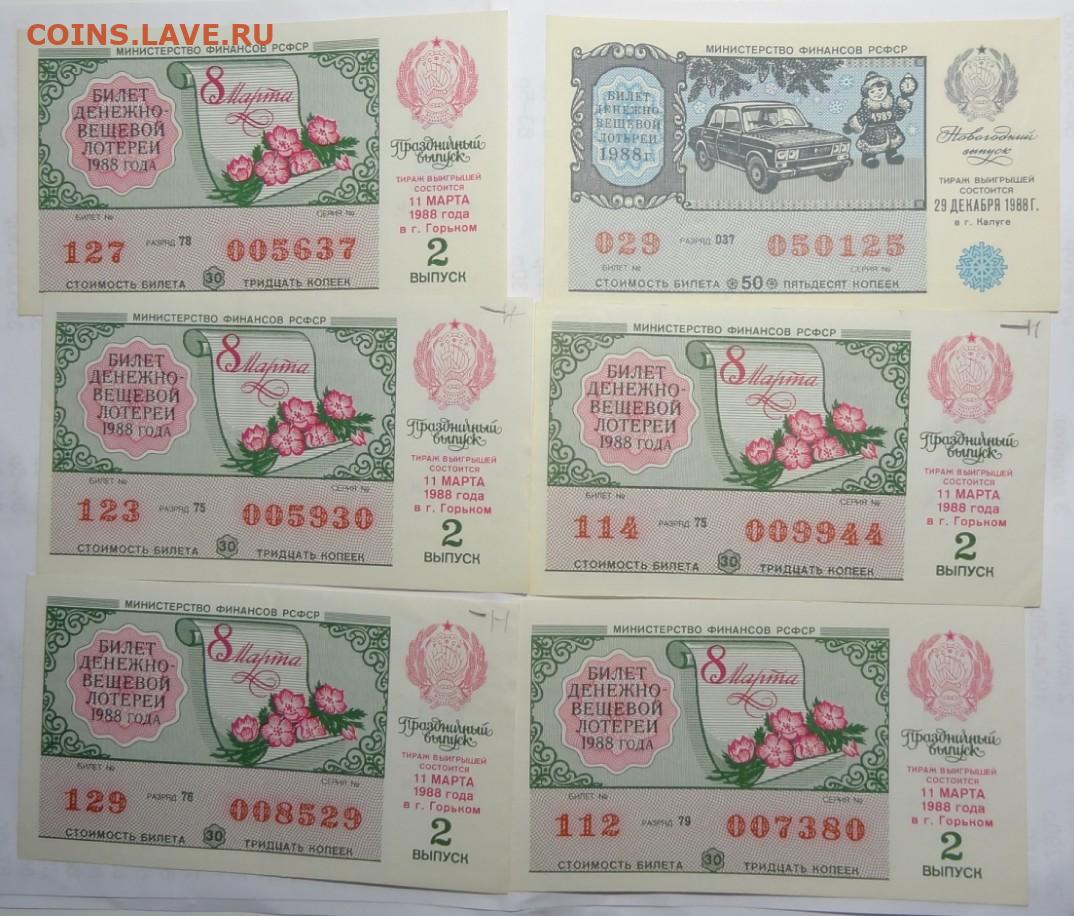 COINS.LAVE.RU
МИНИСТЕРСТВО ФИНАНСОВ РСФСР
БИЛЕТ
ДЕНЕЖНО-
ВЕЩЕВОЙ
ЛОТЕРЕИ
1988 ГОДА
8 Марта
Праздничный
выпуск
ТИРАЖ ВЫИГРЫШЕЙ
СОСТОИТСЯ
11 МАРТА
1988 года
в г. Горьком
2
ВЫПУСК
БИЛЕТ № СЕРИЯ №
127 РАЗРЯД 78 005637
СТОИМОСТЬ БИЛЕТА 30 ТРИДЦАТЬ КОПЕЕК
МИНИСТЕРСТВО ФИНАНСОВ РСФСР
БИЛЕТ
ДЕНЕЖНО-
ВЕЩЕВОЙ
ЛОТЕРЕИ
1988 г.
1989
Новогодний
выпуск
ТИРАЖ ВЫИГРЫШЕЙ
СОСТОИТСЯ
29 ДЕКАБРЯ 1988 Г.
в г. Калуге
029 РАЗРЯД 037 050125
БИЛЕТ № СЕРИЯ №
СТОИМОСТЬ БИЛЕТА 50 ПЯТЬДЕСЯТ КОПЕЕК
МИНИСТЕРСТВО ФИНАНСОВ РСФСР
БИЛЕТ
ДЕНЕЖНО-
ВЕЩЕВОЙ
ЛОТЕРЕИ
1988 ГОДА
8 Марта
Праздничный
выпуск
ТИРАЖ ВЫИГРЫШЕЙ
СОСТОИТСЯ
11 МАРТА
1988 года
в г. Горьком
2
ВЫПУСК
БИЛЕТ № СЕРИЯ №
123 РАЗРЯД 75 005930
СТОИМОСТЬ БИЛЕТА 30 ТРИДЦАТЬ КОПЕЕК
МИНИСТЕРСТВО ФИНАНСОВ РСФСР
БИЛЕТ
ДЕНЕЖНО-
ВЕЩЕВОЙ
ЛОТЕРЕИ
1988 ГОДА
8 Марта
Праздничный
выпуск
ТИРАЖ ВЫИГРЫШЕЙ
СОСТОИТСЯ
11 МАРТА
1988 года
в г. Горьком
2
ВЫПУСК
БИЛЕТ № СЕРИЯ №
114 РАЗРЯД 75 009944
СТОИМОСТЬ БИЛЕТА 30 ТРИДЦАТЬ КОПЕЕК
МИНИСТЕРСТВО ФИНАНСОВ РСФСР
БИЛЕТ
ДЕНЕЖНО-
ВЕЩЕВОЙ
ЛОТЕРЕИ
1988 ГОДА
8 Марта
Праздничный
выпуск
ТИРАЖ ВЫИГРЫШЕЙ
СОСТОИТСЯ
11 МАРТА
1988 года
в г. Горьком
2
ВЫПУСК
БИЛЕТ № СЕРИЯ №
129 РАЗРЯД 76 008529
СТОИМОСТЬ БИЛЕТА 30 ТРИДЦАТЬ КОПЕЕК
МИНИСТЕРСТВО ФИНАНСОВ РСФСР
БИЛЕТ
ДЕНЕЖНО-
ВЕЩЕВОЙ
ЛОТЕРЕИ
1988 ГОДА
8 Марта
Праздничный
выпуск
ТИРАЖ ВЫИГРЫШЕЙ
СОСТОИТСЯ
11 МАРТА
1988 года
в г. Горьком
2
ВЫПУСК
БИЛЕТ № СЕРИЯ №
112 РАЗРЯД 79 007380
СТОИМОСТЬ БИЛЕТА 30 ТРИДЦАТЬ КОПЕЕК